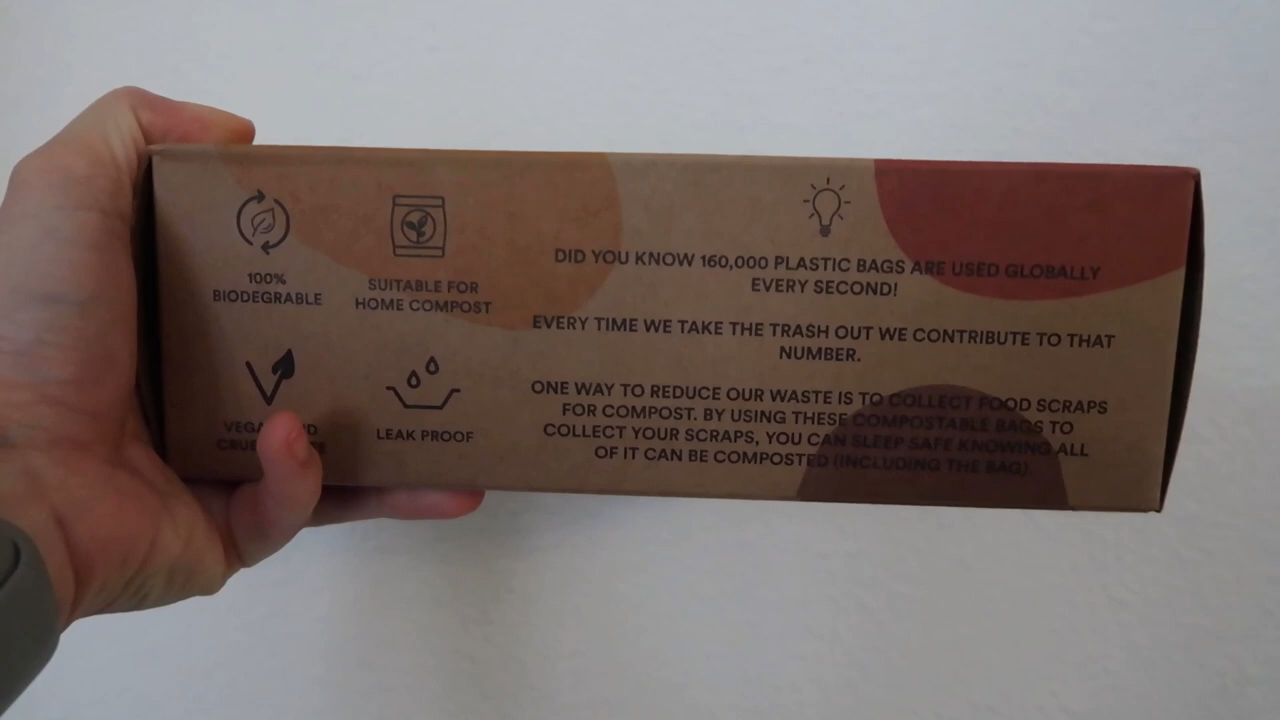 100%
BIODEGRABLE
SUITABLE FOR
HOME COMPOST
LEAK PROOF
DID YOU KNOW 160,000 PLASTIC BAGS ARE USED GLOBALLY
EVERY SECOND!
EVERY TIME WE TAKE THE TRASH OUT WE CONTRIBUTE TO THAT
NUMBER.
ONE WAY TO REDUCE OUR WASTE IS TO COLLECT FOOD SCRAPS
FOR COMPOST. BY USING THESE COMPOSTABLE BAGS TO
COLLECT YOUR SCRAPS, YOU CAN SLEEP SAFE KNOWING ALL
OF IT CAN BE COMPOSTED (INCLUDING THE BAG)